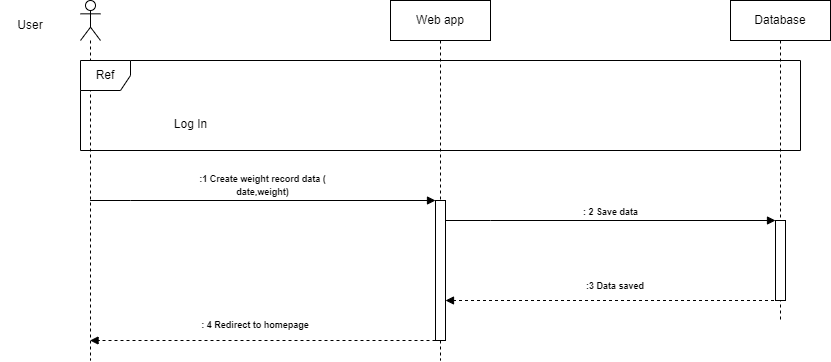 User
Web app
Database
Ref
Log In
:1 Create weight record data (
date,weight)
: 2 Save data
:3 Data saved
: 4 Redirect to homepage